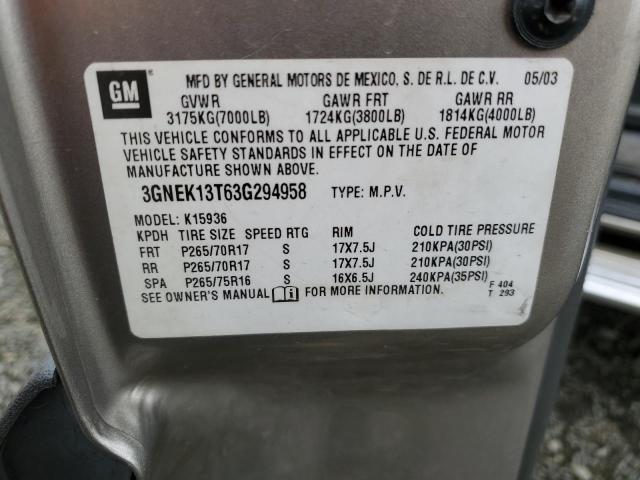 GM
MFD BY GENERAL MOTORS DE MEXICO, S. DE R.L. DE C.V. 05/03
GVWR GAWR FRT GAWR RR
3175KG(7000LB) 1724KG(3800LB) 1814KG(4000LB)
THIS VEHICLE CONFORMS TO ALL APPLICABLE U.S. FEDERAL MOTOR
VEHICLE SAFETY STANDARDS IN EFFECT ON THE DATE OF
MANUFACTURE SHOWN ABOVE.
3GNEK13T63G294958 TYPE: M.P.V.
MODEL: K15936
KPDH TIRE SIZE SPEED RTG RIM COLD TIRE PRESSURE
FRT P265/70R17 S 17X7.5J 210KPA(30PSI)
RR P265/70R17 S 17X7.5J 210KPA(30PSI)
SPA P265/75R16 S 16X6.5J 240KPA(35PSI) F 404
SEE OWNER'S MANUAL FOR MORE INFORMATION. T 293